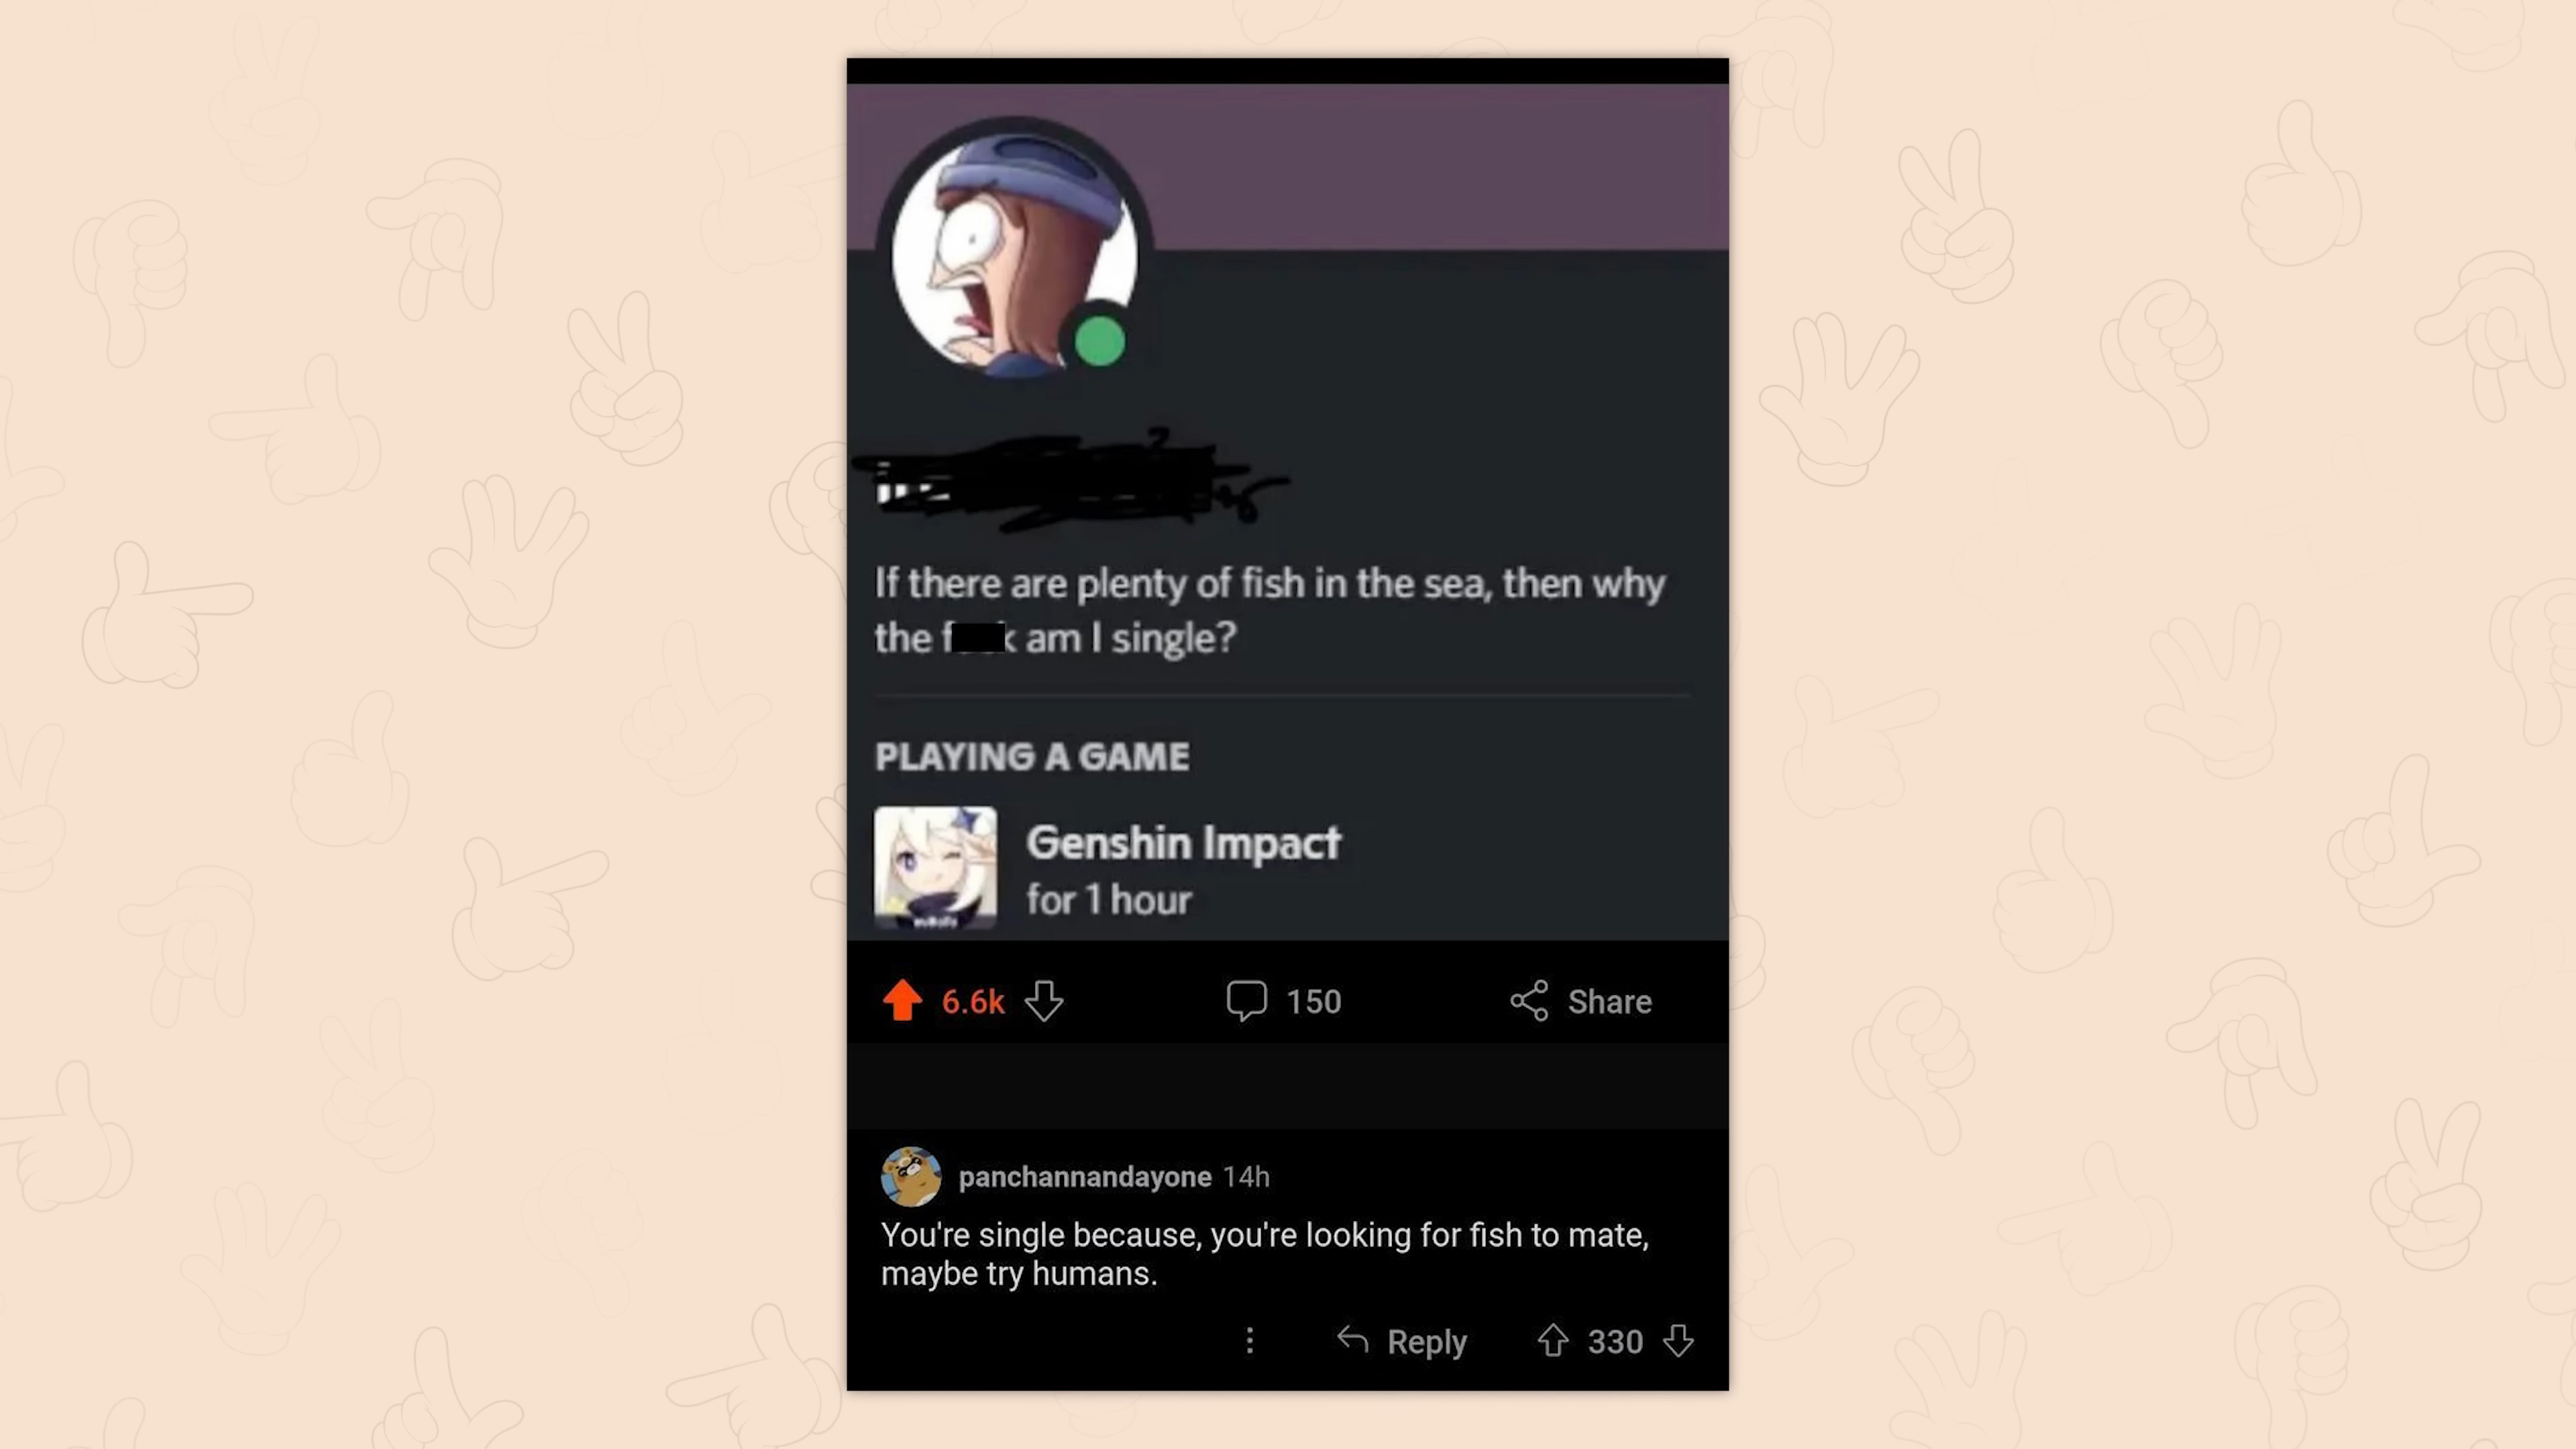 If there are plenty of fish in the sea, then why
the f k am I single?
PLAYING A GAME
Genshin Impact
for 1 hour
6.6k
150
Share
panchannandayone 14h
You're single because, you're looking for fish to mate,
maybe try humans.
Reply
330